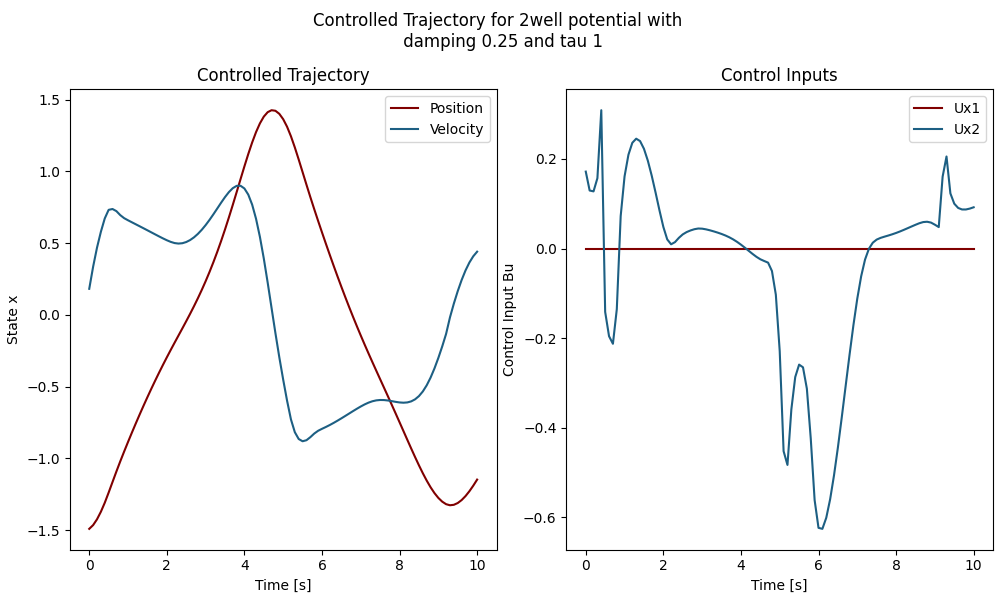 Controlled Trajectory for 2well potential with
damping 0.25 and tau 1
Controlled Trajectory
1.5
1.0
0.5
0.0
−0.5
−1.0
−1.5
State x
Position
Velocity
0 2 4 6 8 10
Time [s]
Control Inputs
0.2
0.0
−0.2
−0.4
−0.6
Control Input Bu
Ux1
Ux2
0 2 4 6 8 10
Time [s]